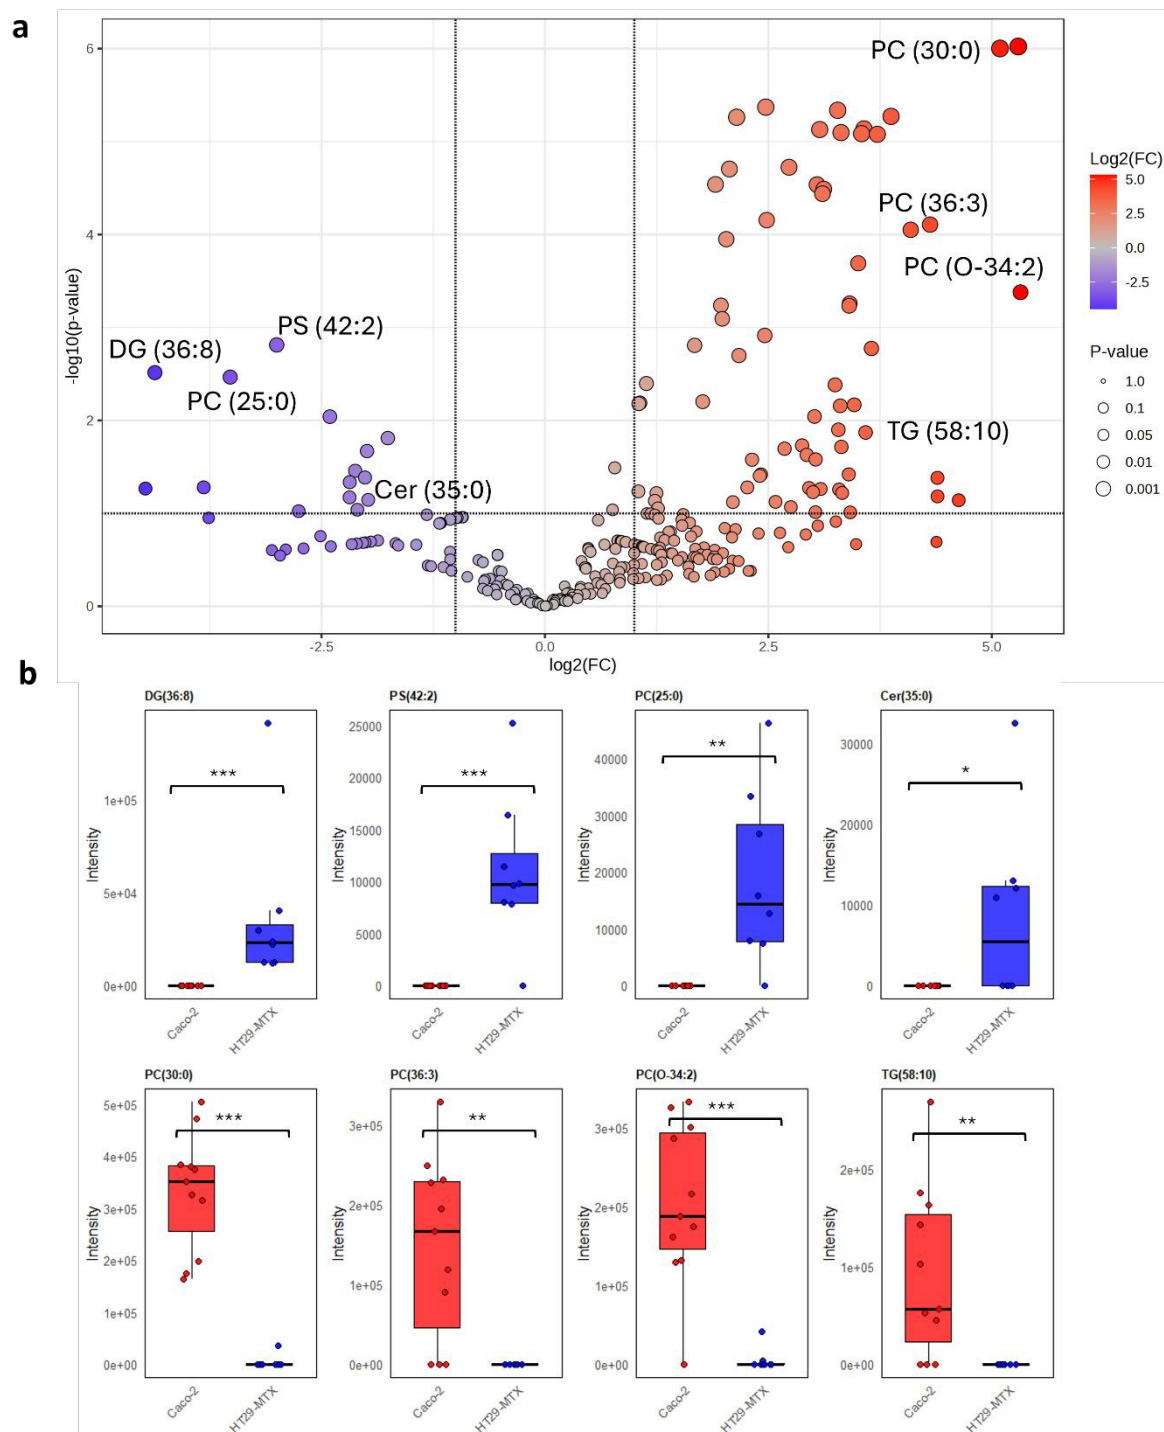 a
-log10(p-value)
6
4
2
0
PC (30:0)
PC (36:3)
PC (O-34:2)
PS (42:2)
DG (36:8)
PC (25:0)
TG (58:10)
Cer (35:0)
-2.5
0.0
2.5
5.0
log2(FC)
Log2(FC)
5.0
2.5
0.0
-2.5
P-value
1.0
0.1
0.05
0.01
0.001
b
DG(36:8)
Intensity
1e+05
5e+04
0e+00
***
Caco-2
HT29-MTX
PS(42:2)
Intensity
25000
20000
15000
10000
5000
0
***
Caco-2
HT29-MTX
PC(25:0)
Intensity
40000
30000
20000
10000
0
**
Caco-2
HT29-MTX
Cer(35:0)
Intensity
30000
20000
10000
0
*
Caco-2
HT29-MTX
PC(30:0)
Intensity
5e+05
4e+05
3e+05
2e+05
1e+05
0e+00
***
Caco-2
HT29-MTX
PC(36:3)
Intensity
3e+05
2e+05
1e+05
0e+00
**
Caco-2
HT29-MTX
PC(O-34:2)
Intensity
3e+05
2e+05
1e+05
0e+00
***
Caco-2
HT29-MTX
TG(58:10)
Intensity
2e+05
1e+05
0e+00
**
Caco-2
HT29-MTX